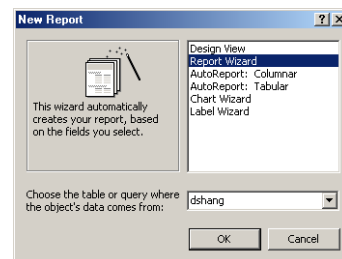 New Report
Design View
Report Wizard
AutoReport: Columnar
AutoReport: Tabular
Chart Wizard
Label Wizard
This wizard automatically
creates your report, based
on the fields you select.
Choose the table or query where
the object's data comes from:
dshang
OK
Cancel